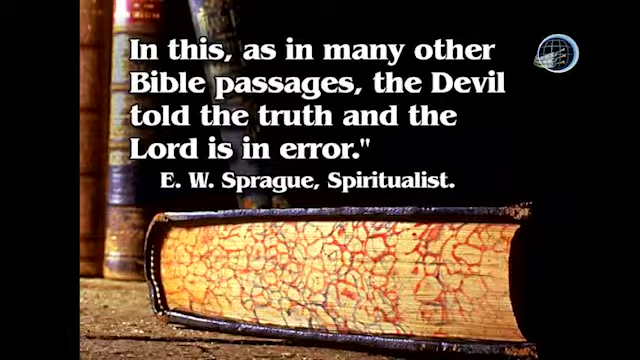 In this, as in many other
Bible passages, the Devil
told the truth and the
Lord is in error."
E. W. Sprague, Spiritualist.